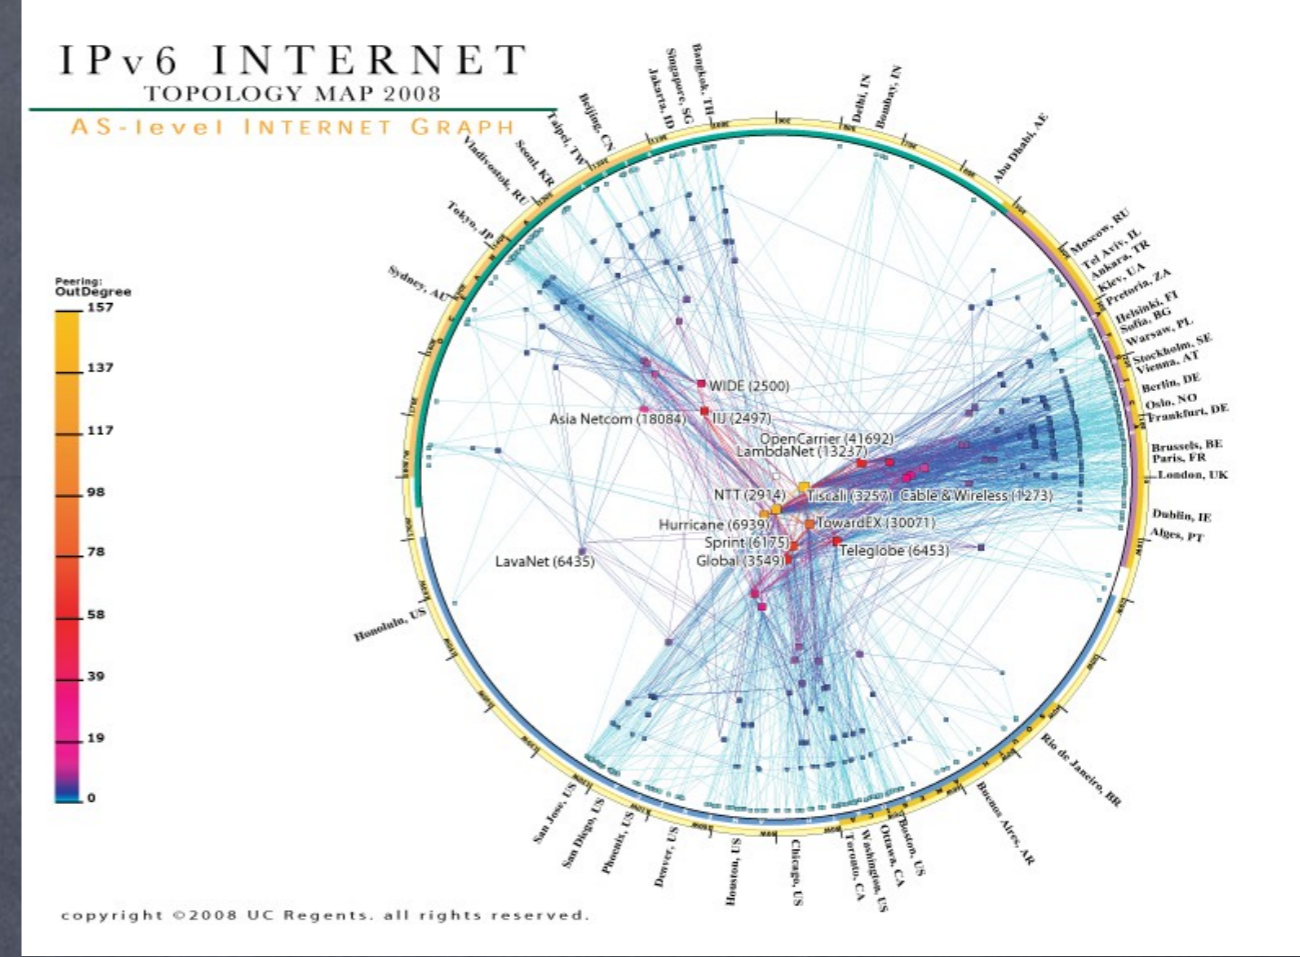 IPv6 INTERNET
TOPOLOGY MAP 2008
AS-level INTERNET GRAPH
Peering:
OutDegree
157
137
117
98
78
58
39
19
0
Sydney, AU
Tokyo, JP
Vladivostok, RU
Seoul, KR
Taipei, TW
Beijing, CN
Jakarta, ID
Singapore, SG
Bangkok, TH
Delhi, IN
Bombay, IN
Abu Dhabi, AE
Moscow, RU
Tel Aviv, IL
Ankara, TR
Kiev, UA
Pretoria, ZA
Helsinki, FI
Sofia, BG
Warsaw, PL
Stockholm, SE
Vienna, AT
Berlin, DE
Oslo, NO
Frankfurt, DE
Brussels, BE
Paris, FR
London, UK
Dublin, IE
Alges, PT
WIDE (2500)
Asia Netcom (18084)
IIJ (2497)
OpenCarrier (41692)
LambdaNet (13237)
NTT (2914)
Tiscali (3257)
Cable & Wireless (1273)
Hurricane (6939)
TowardEX (30071)
Sprint (6175)
Teleglobe (6453)
Global (3549)
LavaNet (6435)
Honolulu, US
San Jose, US
San Diego, US
Phoenix, US
Denver, US
Houston, US
Chicago, US
Toronto, CA
Washington, US
Ottawa, CA
Boston, US
Buenos Aires, AR
Rio de Janeiro, BR
copyright ©2008 UC Regents. all rights reserved.